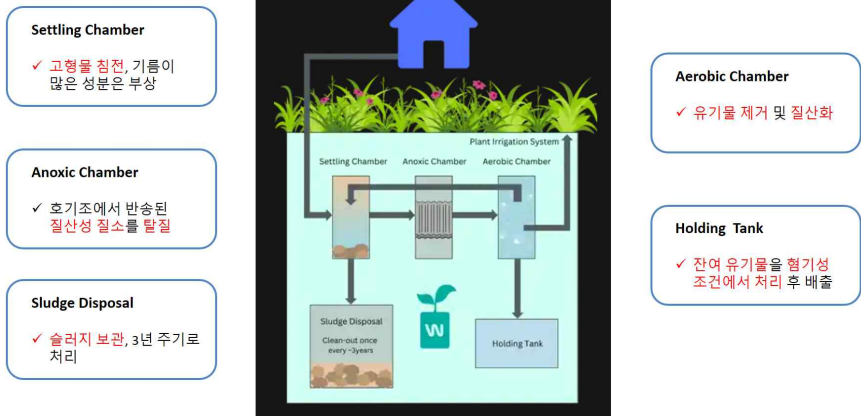 Settling Chamber
✓ 고형물 침전, 기름이
많은 성분은 부상
Anoxic Chamber
✓ 호기조에서 반송된
질산성 질소를 탈질
Sludge Disposal
✓ 슬러지 보관, 3년 주기로
처리
Plant Irrigation System
Settling Chamber
Anoxic Chamber
Aerobic Chamber
Sludge Disposal
Clean-out once
every ~3years
W
Holding Tank
Aerobic Chamber
✓ 유기물 제거 및 질산화
Holding Tank
✓ 잔여 유기물을 혐기성
조건에서 처리 후 배출